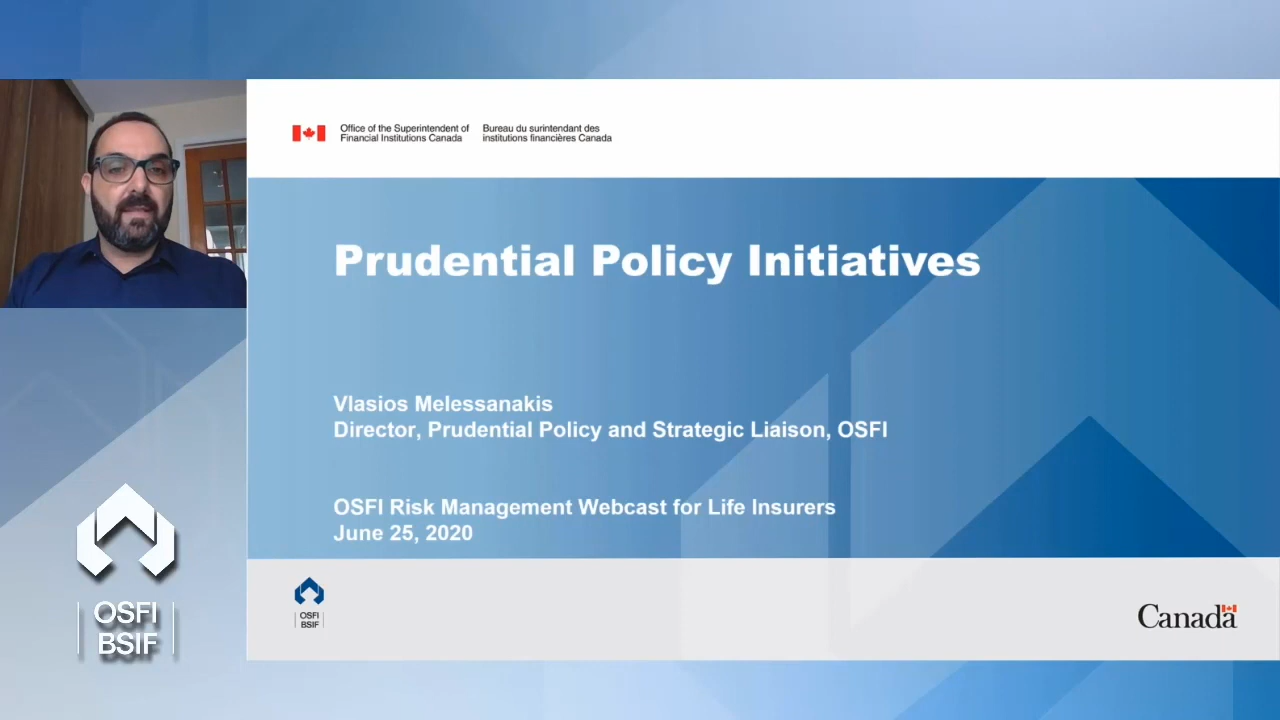 Office of the Superintendent of
Financial Institutions Canada
Bureau du surintendant des
institutions financières Canada
Prudential Policy Initiatives
Vlasios Melessanakis
Director, Prudential Policy and Strategic Liaison, OSFI
OSFI Risk Management Webcast for Life Insurers
June 25, 2020
OSFI
BSIF
OSFI
BSIF
Canada